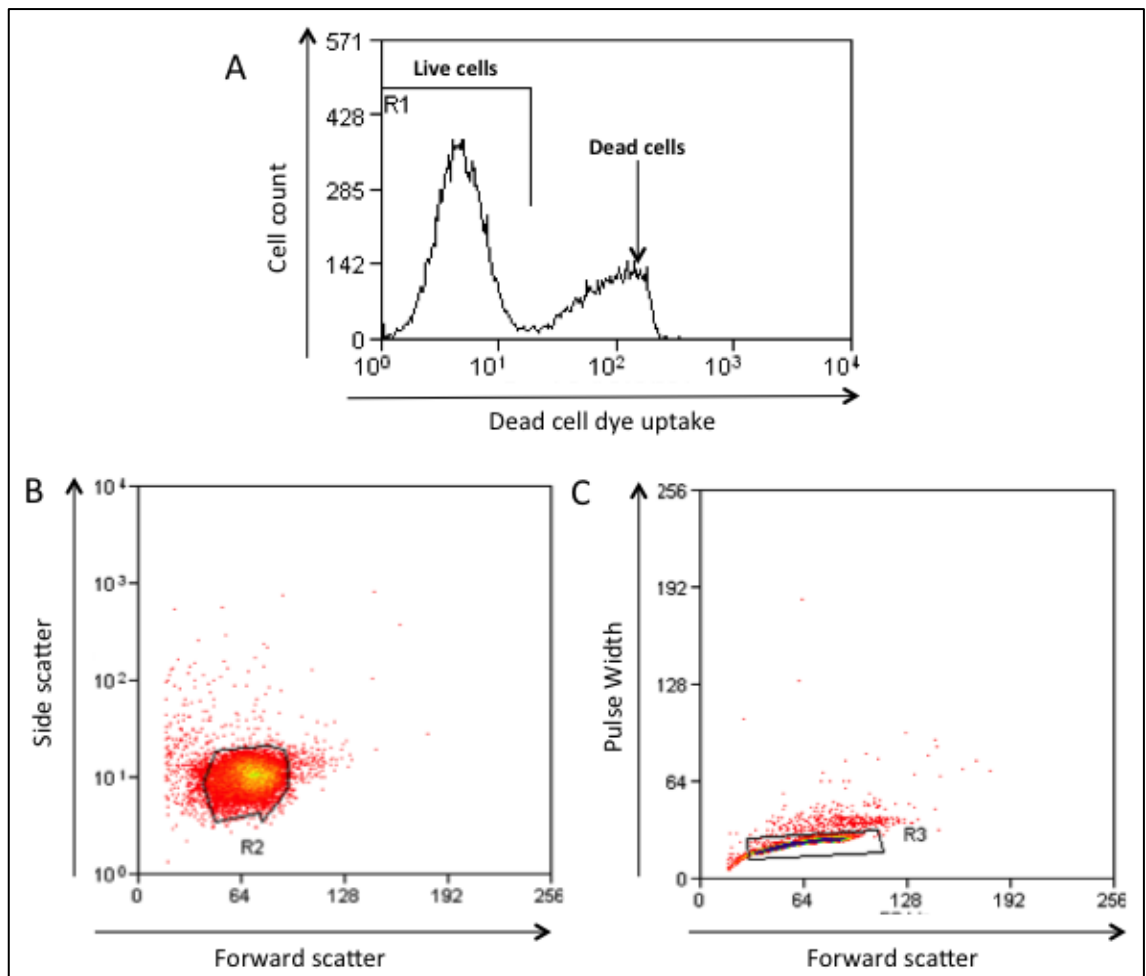 A
571
428
285
142
0
Live cells
R1
Dead cells
Cell count
10⁰ 10¹ 10² 10³ 10⁴
Dead cell dye uptake
B
10⁴
10³
10²
10¹
10⁰
Side scatter
R2
0 64 128 192 256
Forward scatter
C
256
192
128
64
0
Pulse Width
R3
0 64 128 192 256
Forward scatter